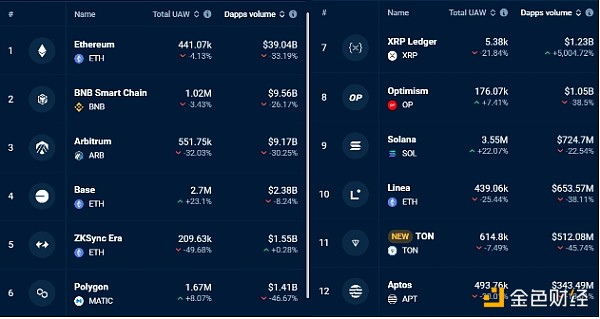 # Name Total UAW Dapps volume
1 Ethereum 441.07k $39.04B
ETH -4.13% -33.19%
2 BNB Smart Chain 1.02M $9.56B
BNB -3.43% -26.17%
3 Arbitrum 551.75k $9.17B
ARB -32.03% -30.25%
4 Base 2.7M $2.38B
ETH +23.1% -8.24%
5 ZKSync Era 209.63k $1.55B
ETH -49.68% +0.28%
6 Polygon 1.67M $1.41B
MATIC +8.07% -46.67%
# Name Total UAW Dapps volume
7 XRP Ledger 5.38k $1.23B
XRP -21.84% +5,004.72%
8 OP Optimism 176.07k $1.05B
OP +7.41% -38.5%
9 Solana 3.55M $724.7M
SOL +22.07% -22.54%
10 Linea 439.06k $653.57M
ETH -25.44% -38.11%
11 NEW TON 614.8k $512.08M
TON -7.49% -45.74%
12 Aptos 493.76k $343.49M
APT
金色财经